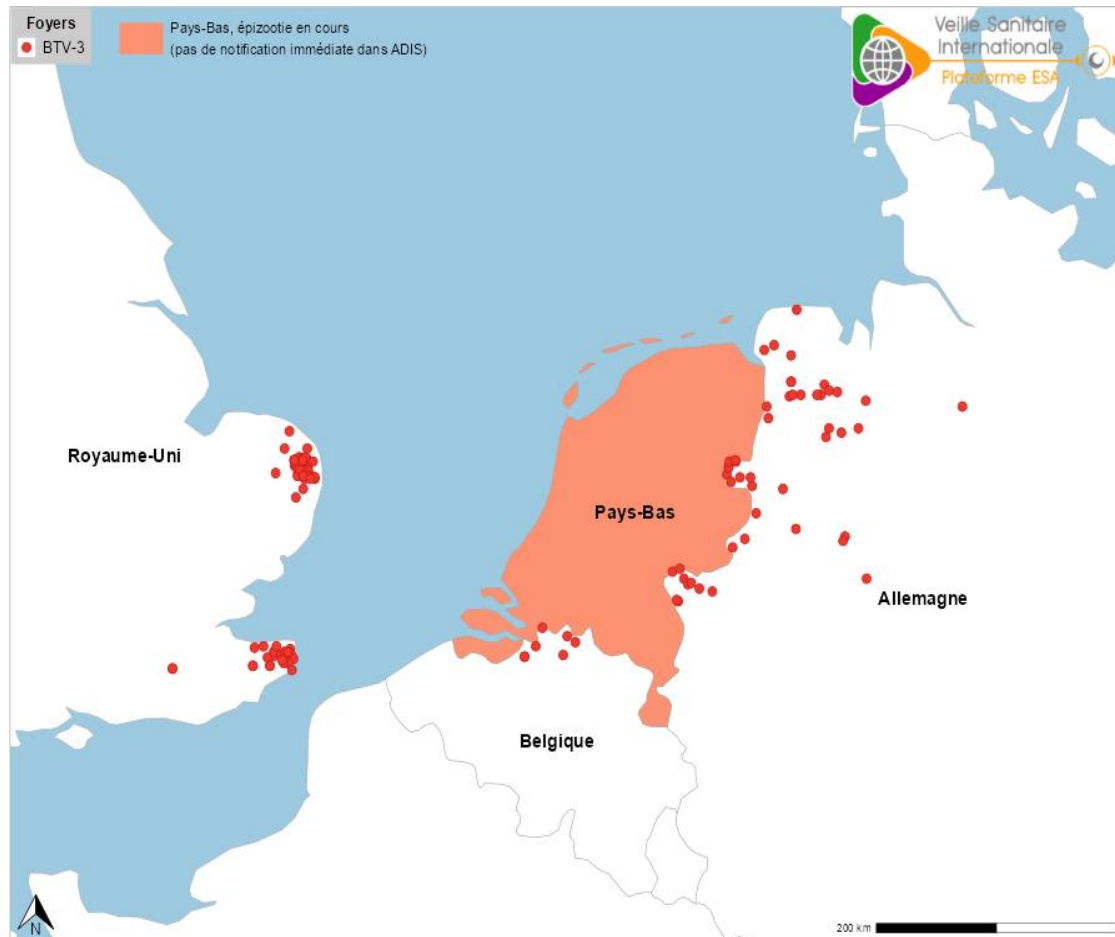 Foyers
BTV-3
Pays-Bas, épizootie en cours
(pas de notification immédiate dans ADIS)
Veille Sanitaire
Internationale
Plateforme ESA
Royaume-Uni
Pays-Bas
Allemagne
Belgique
N
200 km